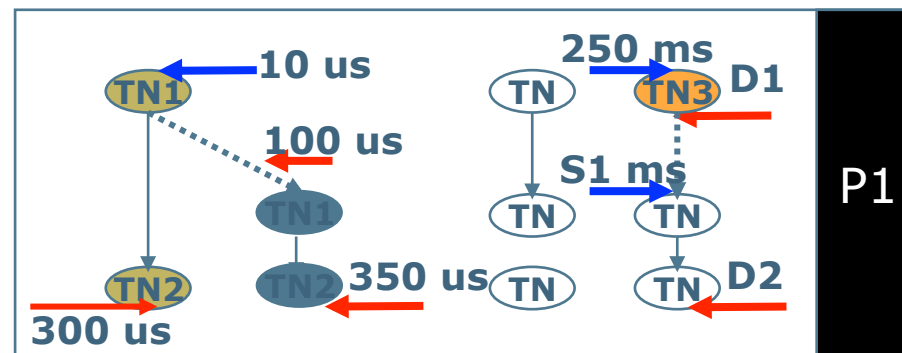 10 us
250 ms
TN1
TN
TN3
D1
100 us
S1 ms
P1
TN1
TN
TN
TN2
TN2
350 us
TN
TN
D2
300 us